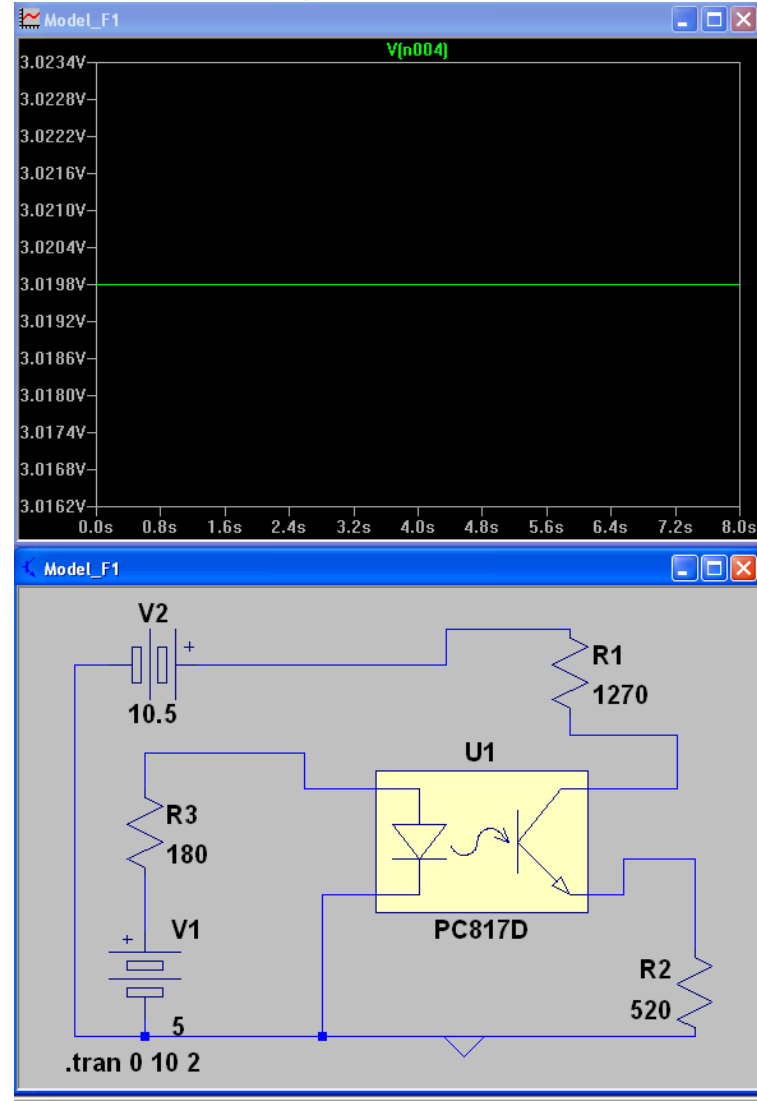 Model_F1
V(n004)
3.0234V
3.0228V
3.0222V
3.0216V
3.0210V
3.0204V
3.0198V
3.0192V
3.0186V
3.0180V
3.0174V
3.0168V
3.0162V
0.0s 0.8s 1.6s 2.4s 3.2s 4.0s 4.8s 5.6s 6.4s 7.2s 8.0s
Model_F1
V2
+
10.5
R1
1270
U1
R3
180
PC817D
V1
+
5
R2
520
.tran 0 10 2